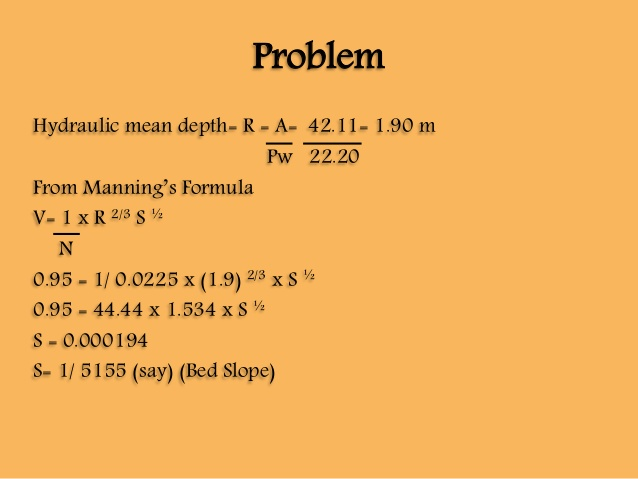 Problem
Hydraulic mean depth= R = A= 42.11= 1.90 m
Pw 22.20
From Manning's Formula
V= 1 x R 2/3 S ½
N
0.95 = 1/ 0.0225 x (1.9) 2/3 x S ½
0.95 = 44.44 x 1.534 x S ½
S = 0.000194
S= 1/ 5155 (say) (Bed Slope)